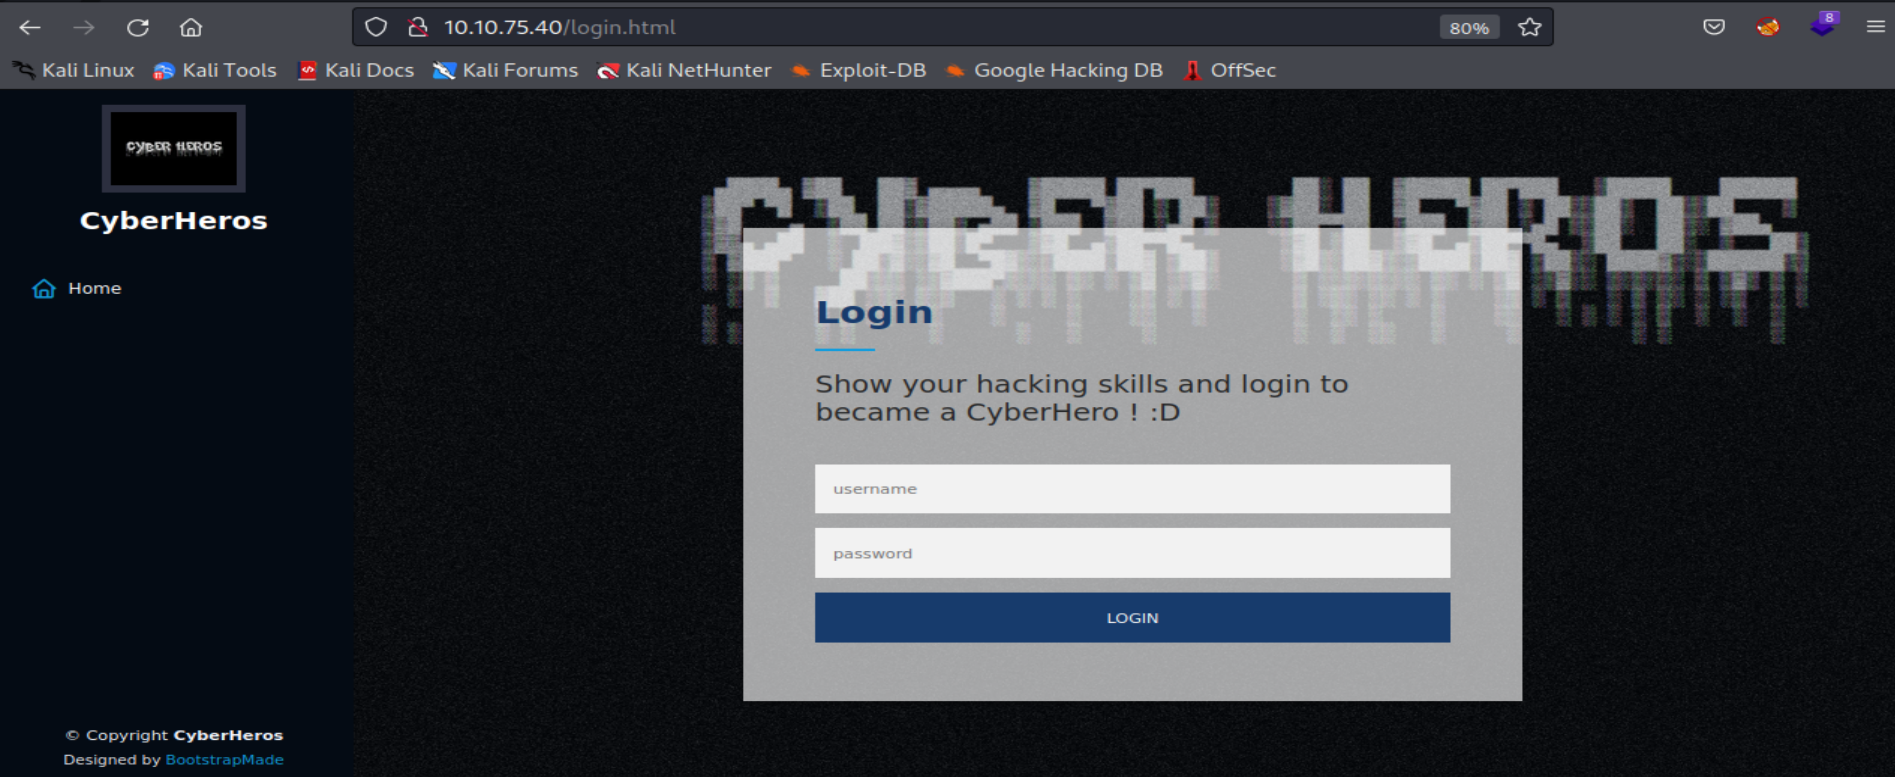 10.10.75.40/login.html
80%
8
Kali Linux Kali Tools Kali Docs Kali Forums Kali NetHunter Exploit-DB Google Hacking DB OffSec
CYBER HEROS
CyberHeros
Home
CYBER HEROS
Login
Show your hacking skills and login to
became a CyberHero ! :D
username
password
LOGIN
© Copyright CyberHeros
Designed by BootstrapMade